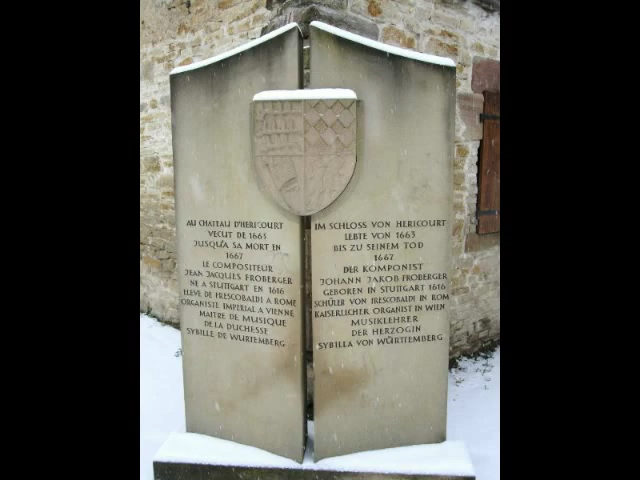 AU CHATEAU D'HERICOURT
VECUT DE 1663
JUSQU'A SA MORT EN
1667
LE COMPOSITEUR
JEAN JACQUES FROBERGER
NE A STUTTGART EN 1616
ELEVE DE FRESCOBALDI A ROME
ORGANISTE IMPERIAL A VIENNE
MAITRE DE MUSIQUE
DE LA DUCHESSE
SYBILLE DE WURTEMBERG
IM SCHLOSS VON HERICOURT
LEBTE VON 1663
BIS ZU SEINEM TOD
1667
DER KOMPONIST
JOHANN JAKOB FROBERGER
GEBOREN IN STUTTGART 1616
SCHÜLER VON FRESCOBALDI IN ROM
KAISERLICHER ORGANIST IN WIEN
MUSIKLEHRER
DER HERZOGIN
SYBILLA VON WÜRTTEMBERG